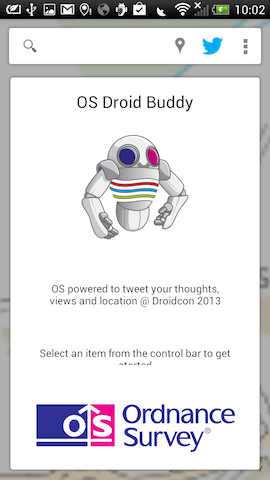 10:02
OS Droid Buddy
OS powered to tweet your thoughts,
views and location @ Droidcon 2013
Select an item from the control bar to get
started
OS Ordnance
Survey®